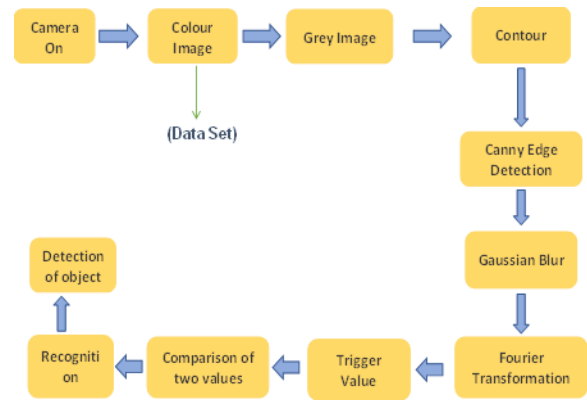 Camera
On
Colour
Image
Grey Image
Contour
(Data Set)
Canny Edge
Detection
Gaussian Blur
Fourier
Transformation
Trigger
Value
Comparison of
two values
Recogniti
on
Detection
of object